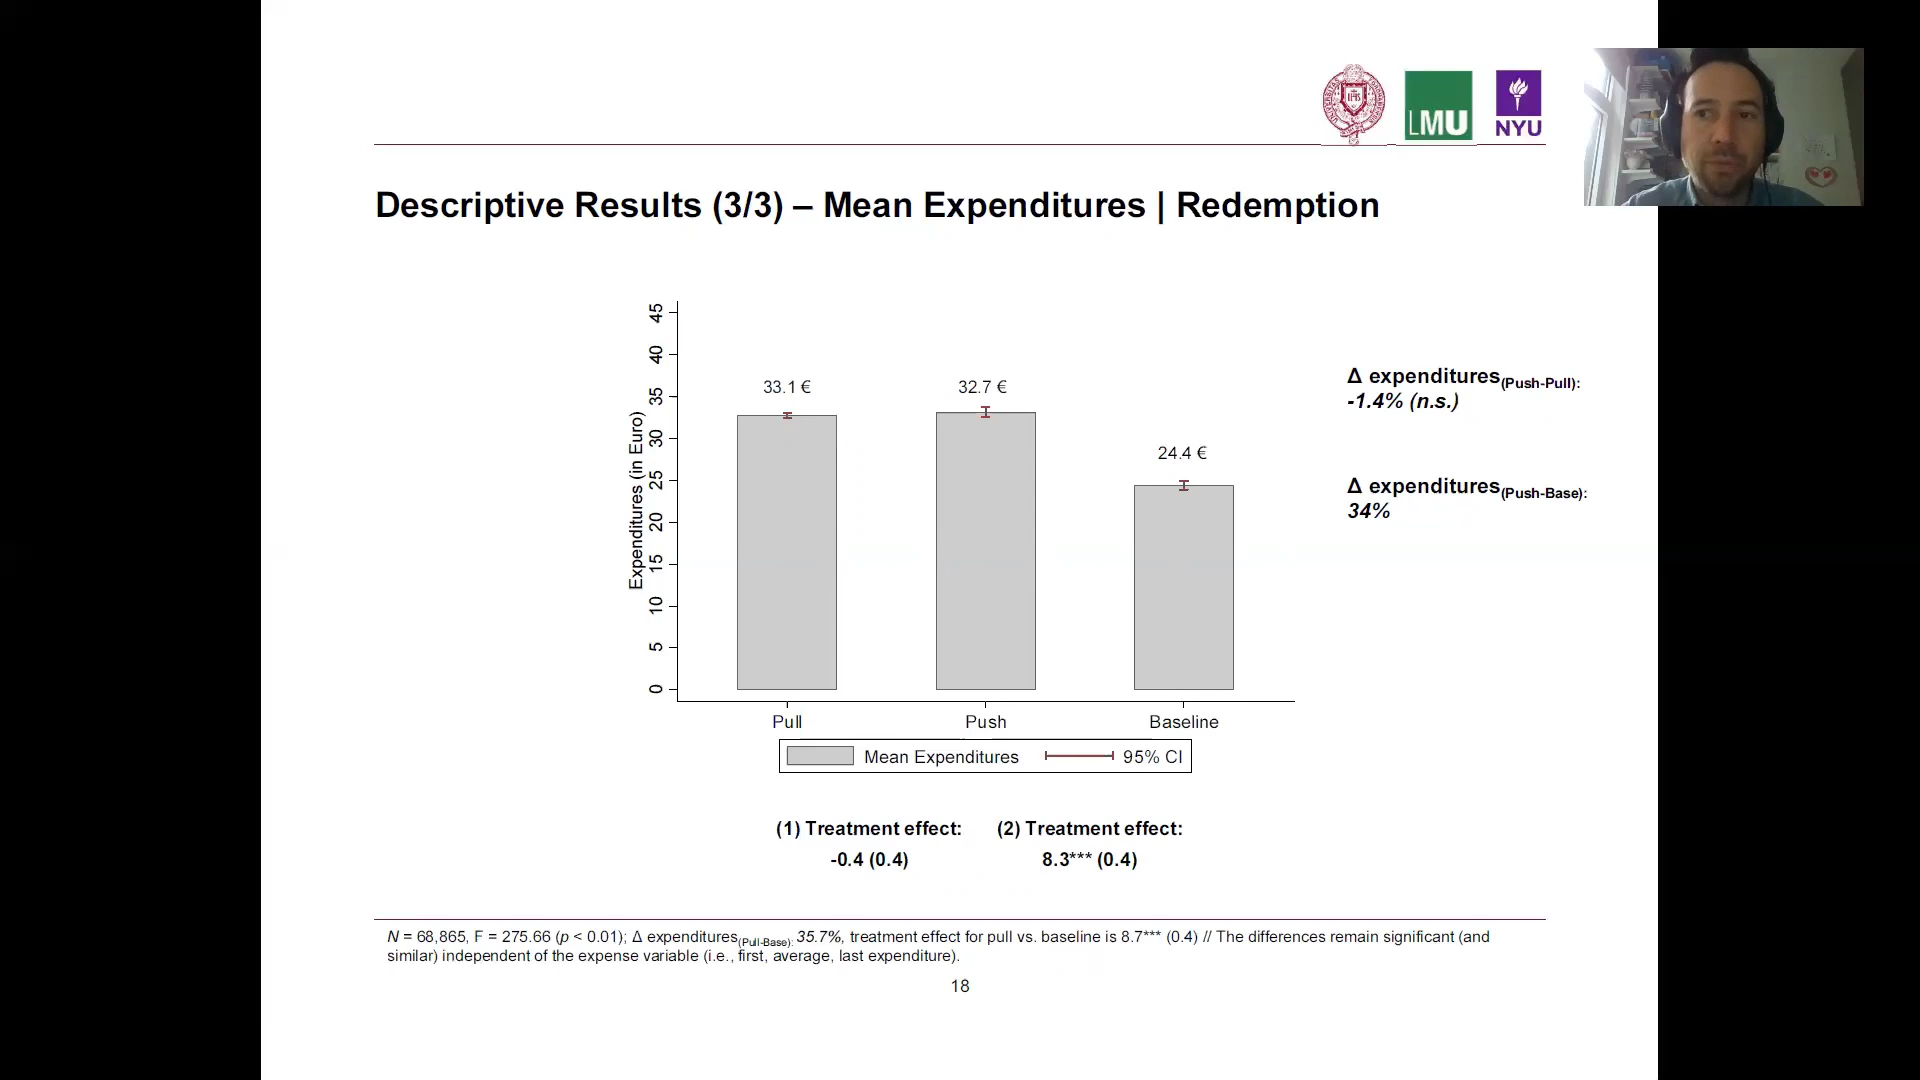 LMU
NYU
Descriptive Results (3/3) – Mean Expenditures | Redemption
Expenditures (in Euro)
45
40
35
30
25
20
15
10
5
0
33.1 €
32.7 €
24.4 €
Pull
Push
Baseline
Mean Expenditures
95% CI
Δ expenditures(Push-Pull):
-1.4% (n.s.)
Δ expenditures(Push-Base):
34%
(1) Treatment effect:
-0.4 (0.4)
(2) Treatment effect:
8.3*** (0.4)
N = 68,865, F = 275.66 (p < 0.01); Δ expenditures(Pull-Base): 35.7%, treatment effect for pull vs. baseline is 8.7*** (0.4) // The differences remain significant (and
similar) independent of the expense variable (i.e., first, average, last expenditure).
18